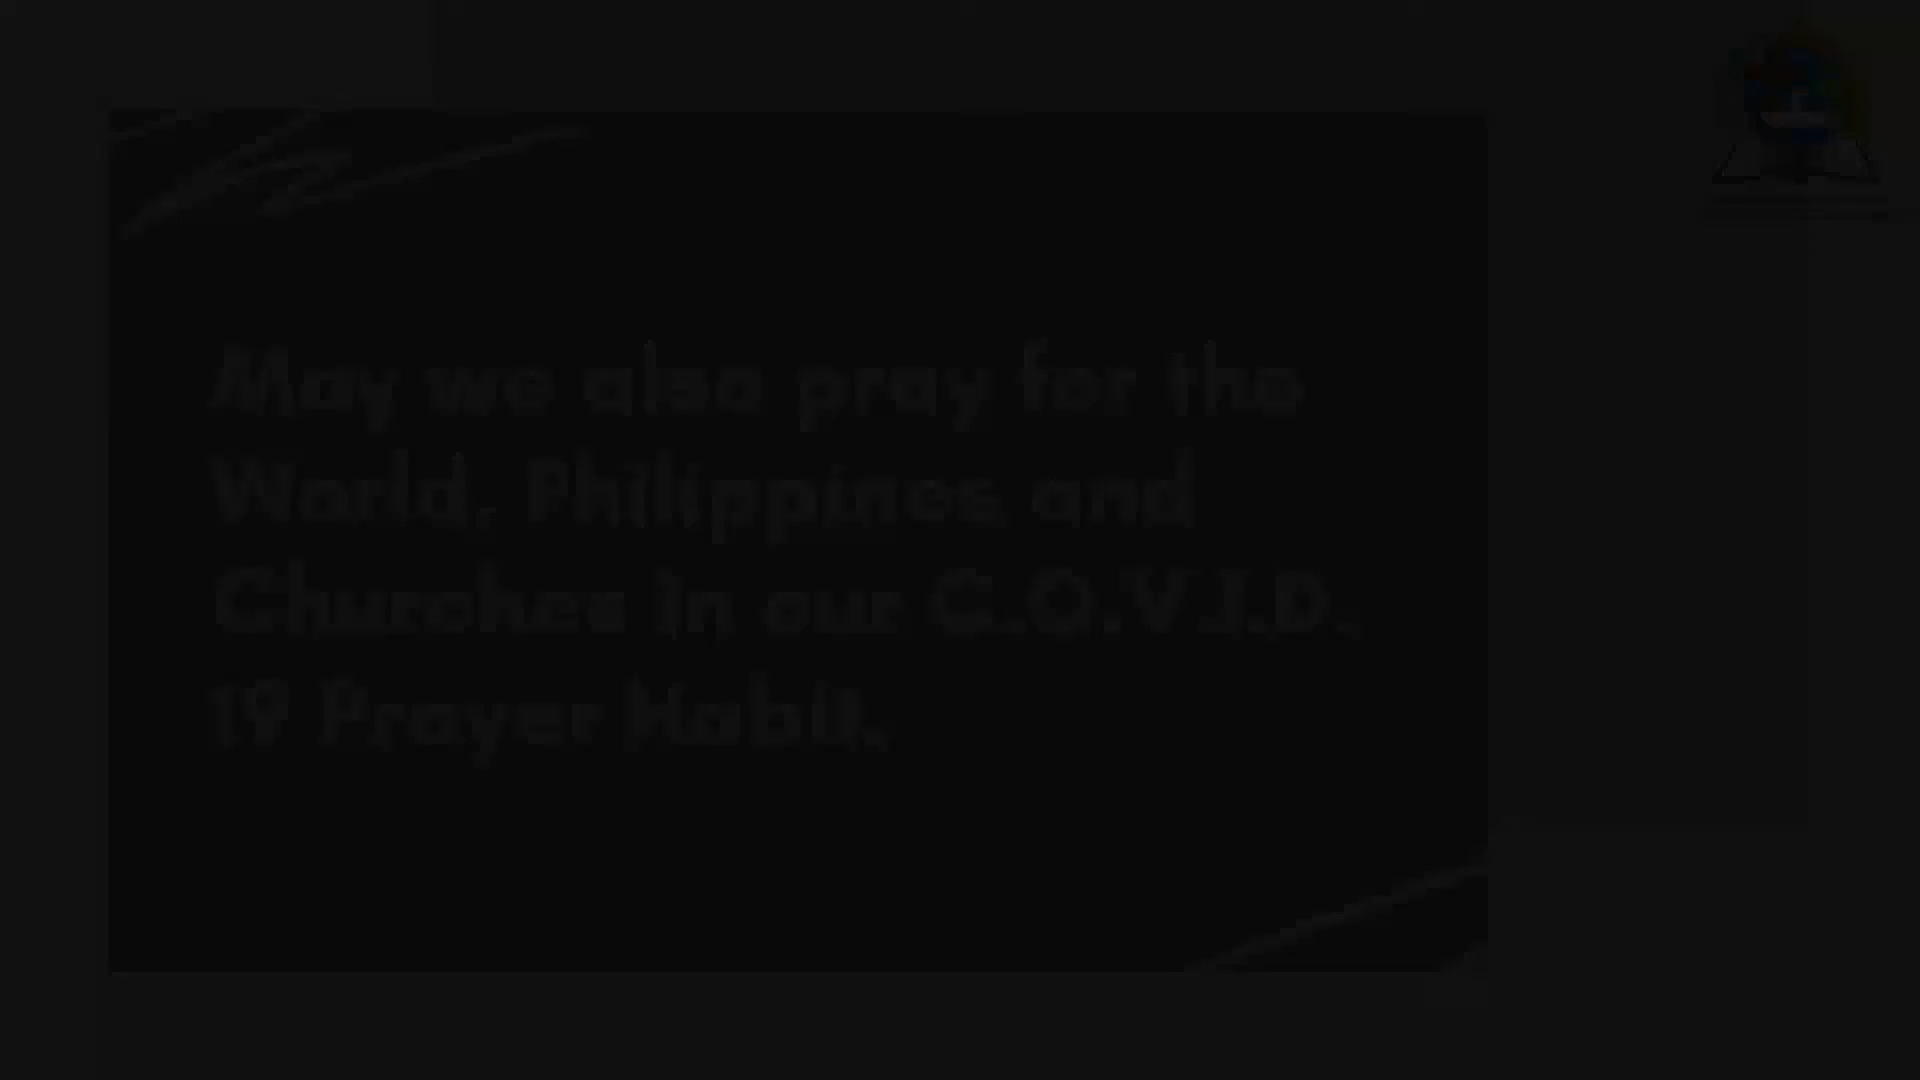 May we also pray for the
World, Philippines and
Churches in our C.O.V.I.D.
19 Prayer Habit.